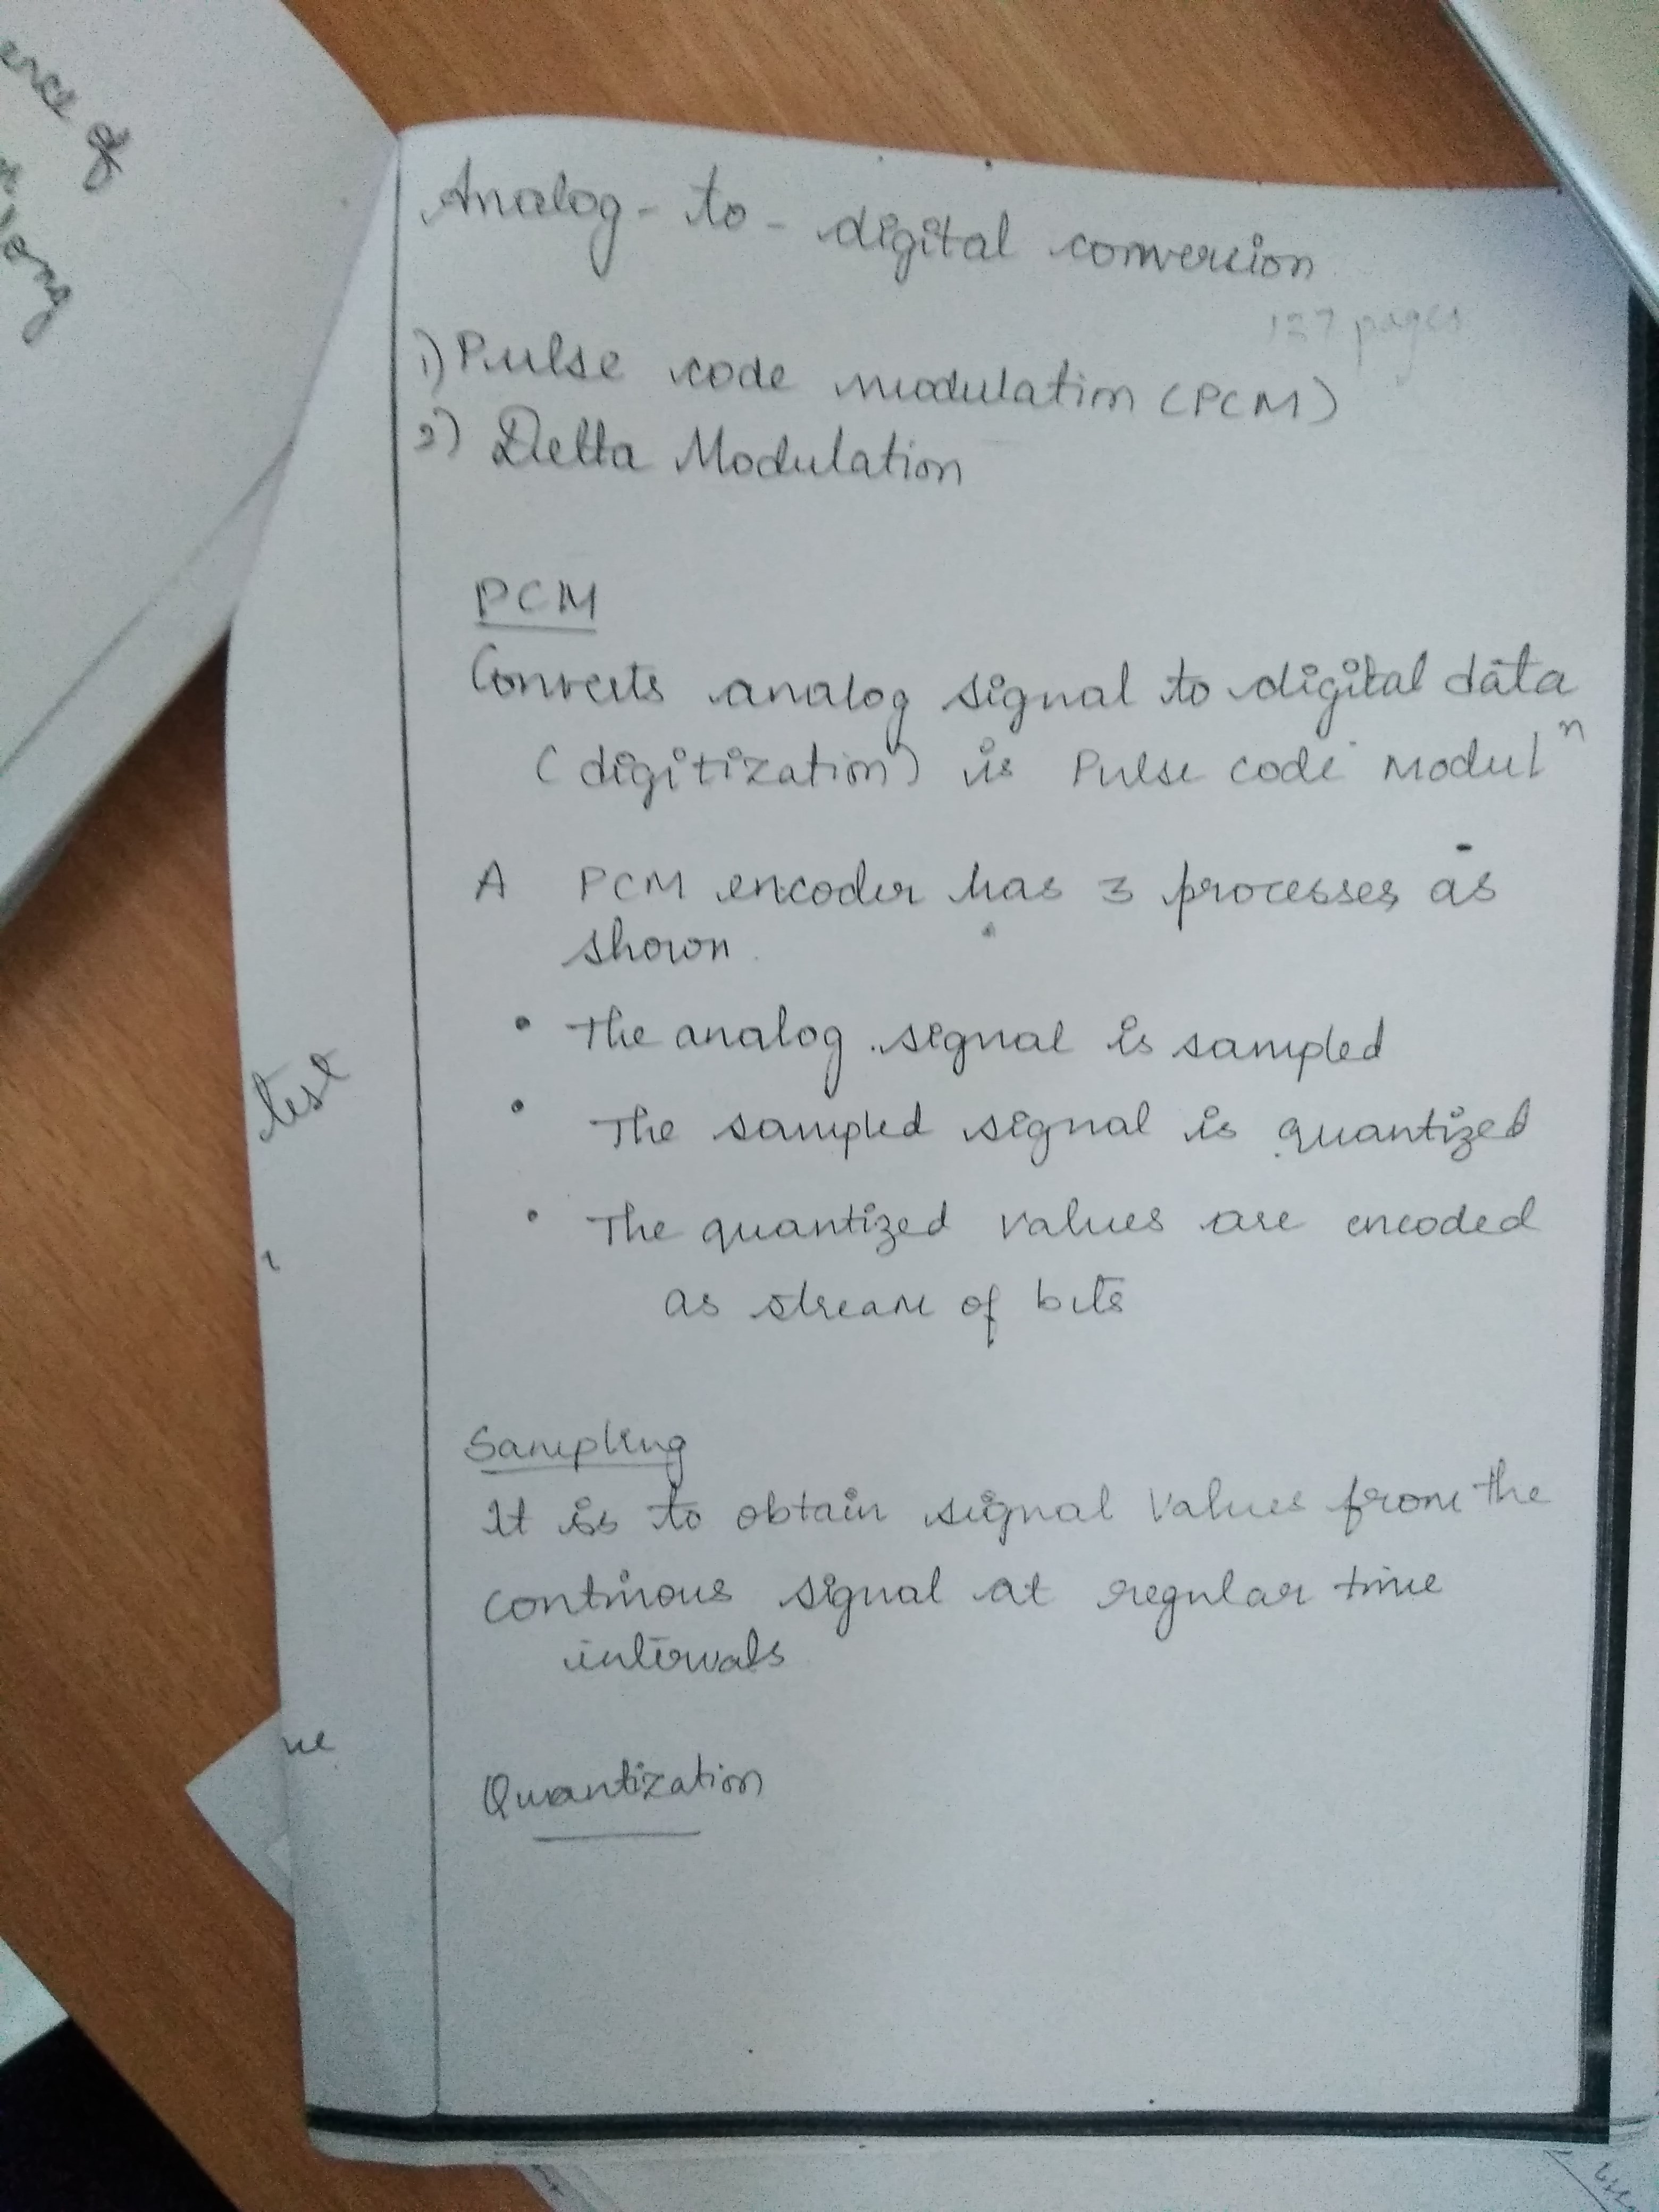 erce of
long
Analog - to - digital conversion
137 pages
1) Pulse code modulation (PCM)
2) Delta Modulation
PCM
Converts analog signal to digital data
(digitization) is Pulse code Modulⁿ
A PCM encoder has 3 processes, as
shown.
• The analog signal is sampled
• The sampled signal is quantized
• The quantized values are encoded
as stream of bits
test
Sampling
It is to obtain signal values from the
continous signal at regular time
intervals
ue
Quantization